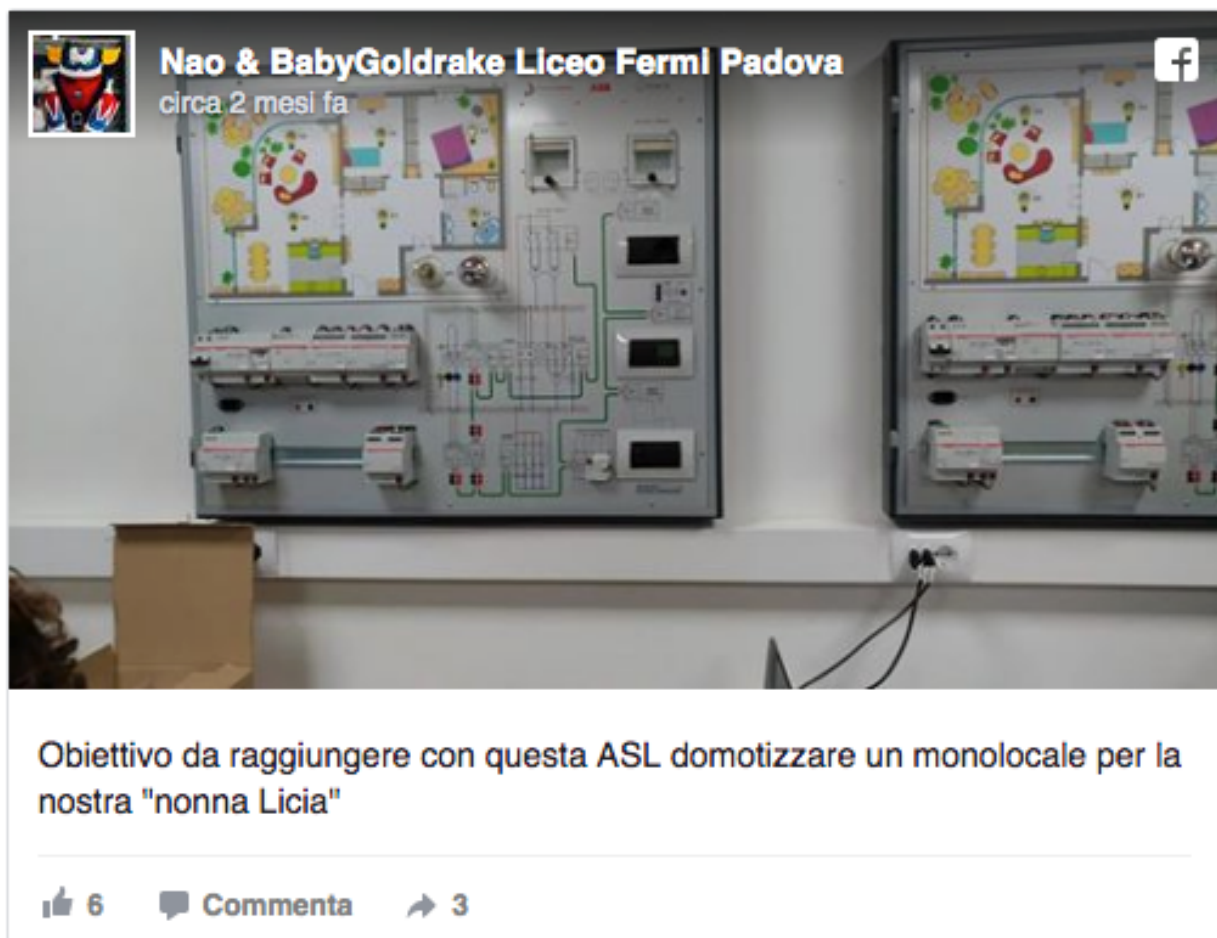 Nao & BabyGoldrake Liceo Fermi Padova
circa 2 mesi fa
ABB
Obiettivo da raggiungere con questa ASL domotizzare un monolocale per la
nostra "nonna Licia"
6 Commenta 3